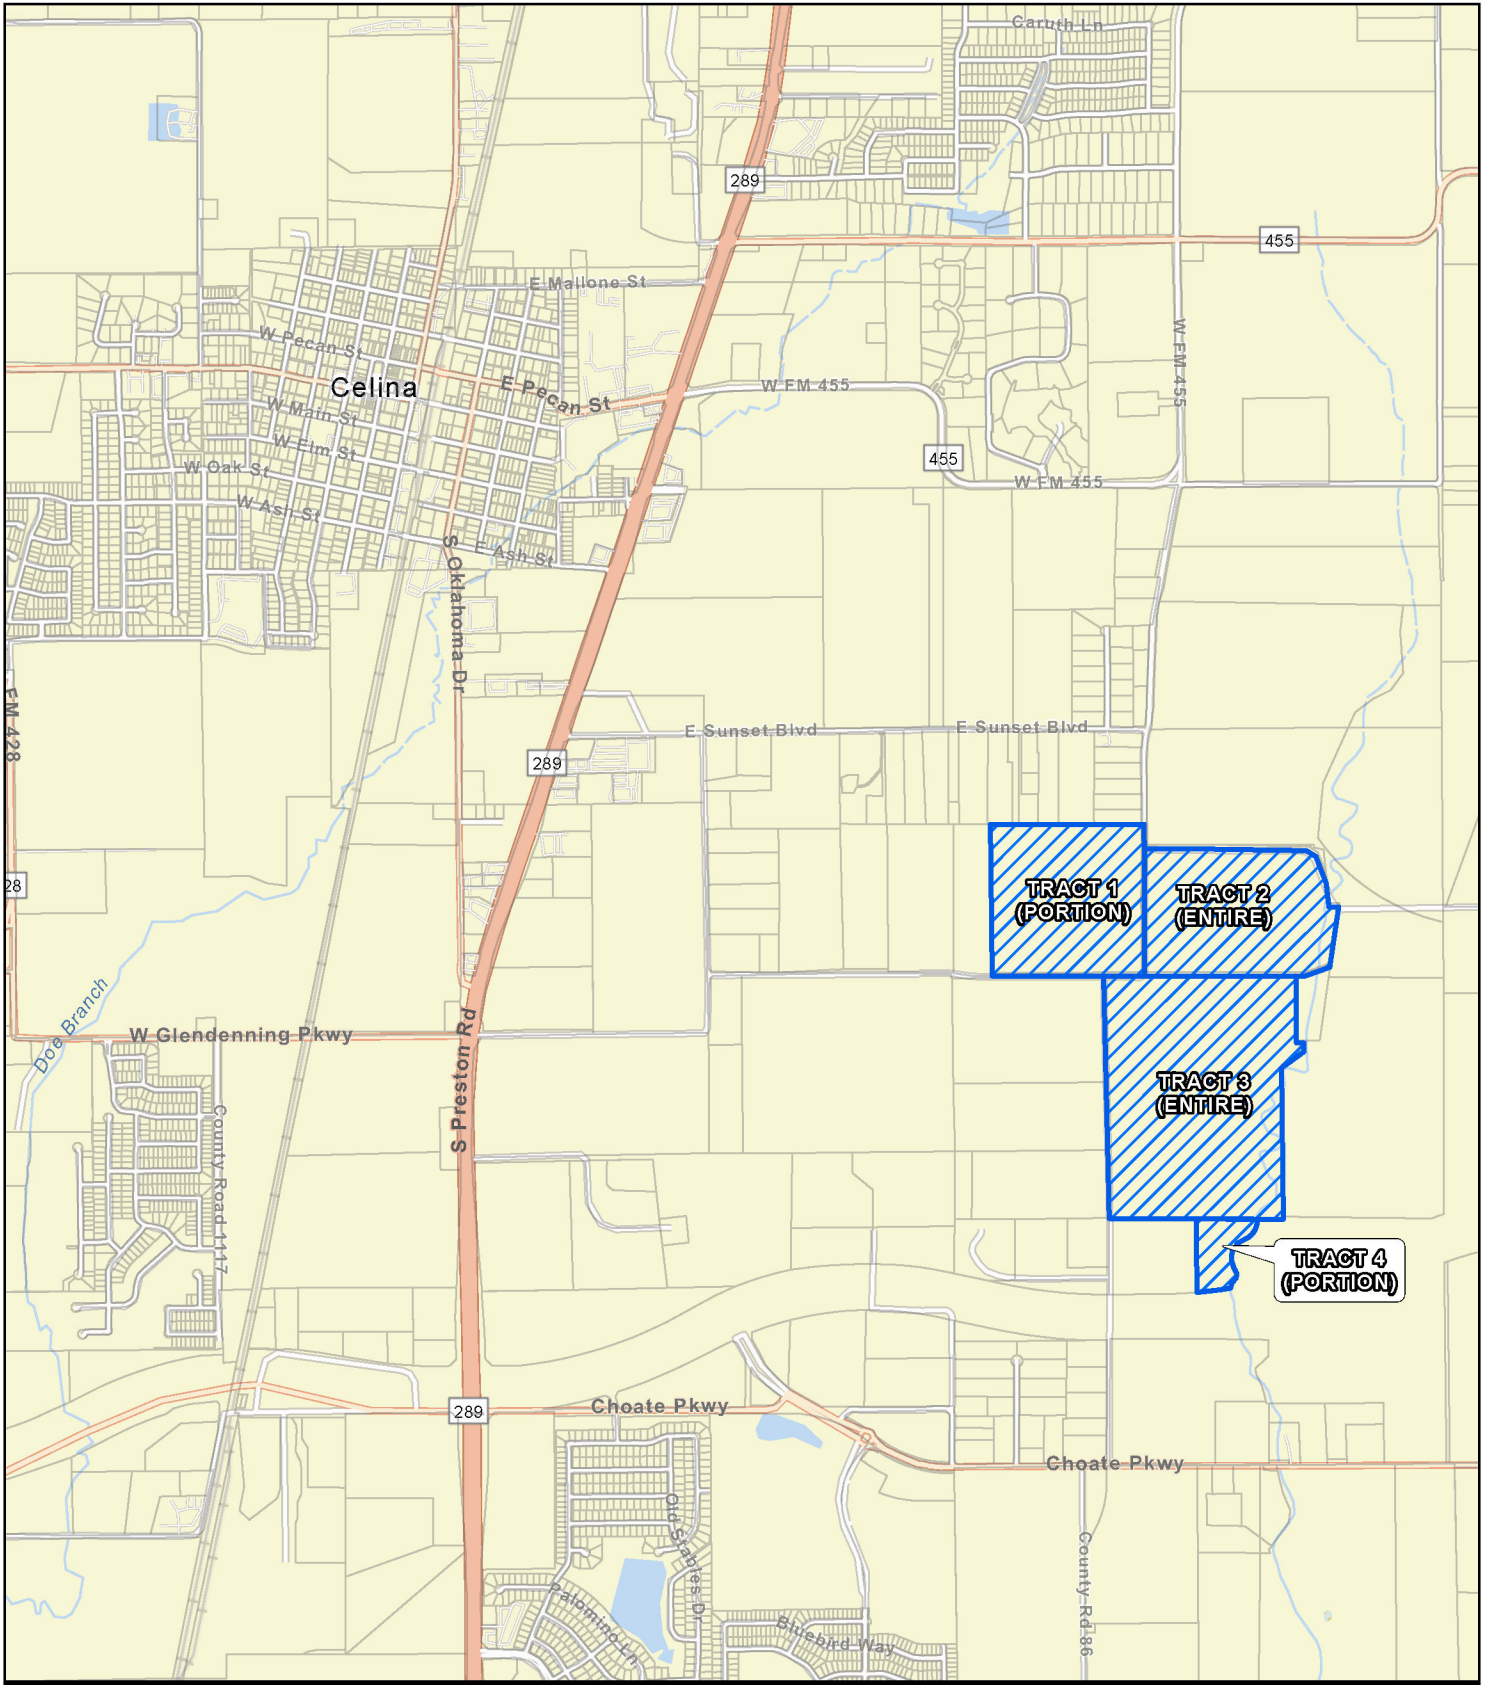 Caruth Ln
289
455
E Mallone St
W Pecan St
W FM 455
Celina
E Pecan St
W FM 455
W Main St
W Elm St
455
W Oak St
W FM 455
W Ash St
E Ash St
S Oklahoma Dr
FM 428
E Sunset Blvd
E Sunset Blvd
289
28
TRACT 1
(PORTION)
TRACT 2
(ENTIRE)
Doe Branch
W Glendenning Pkwy
S Preston Rd
TRACT 3
(ENTIRE)
County Road 1117
TRACT 4
(PORTION)
289
Choate Pkwy
Choate Pkwy
Old Stables Dr
County Rd 86
Palomino Ln
Bluebird Way